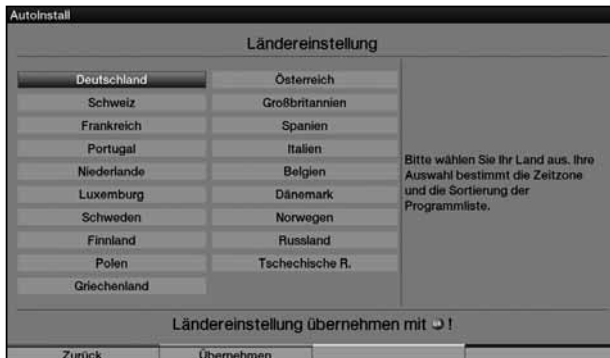 AutoInstall
Ländereinstellung
Deutschland
Österreich
Schweiz
Großbritannien
Frankreich
Spanien
Portugal
Italien
Niederlande
Belgien
Luxemburg
Dänemark
Schweden
Norwegen
Finnland
Russland
Polen
Tschechische R.
Griechenland
Bitte wählen Sie Ihr Land aus. Ihre
Auswahl bestimmt die Zeitzone
und die Sortierung der
Programmliste.
Ländereinstellung übernehmen mit !
Zurück
Übernehmen